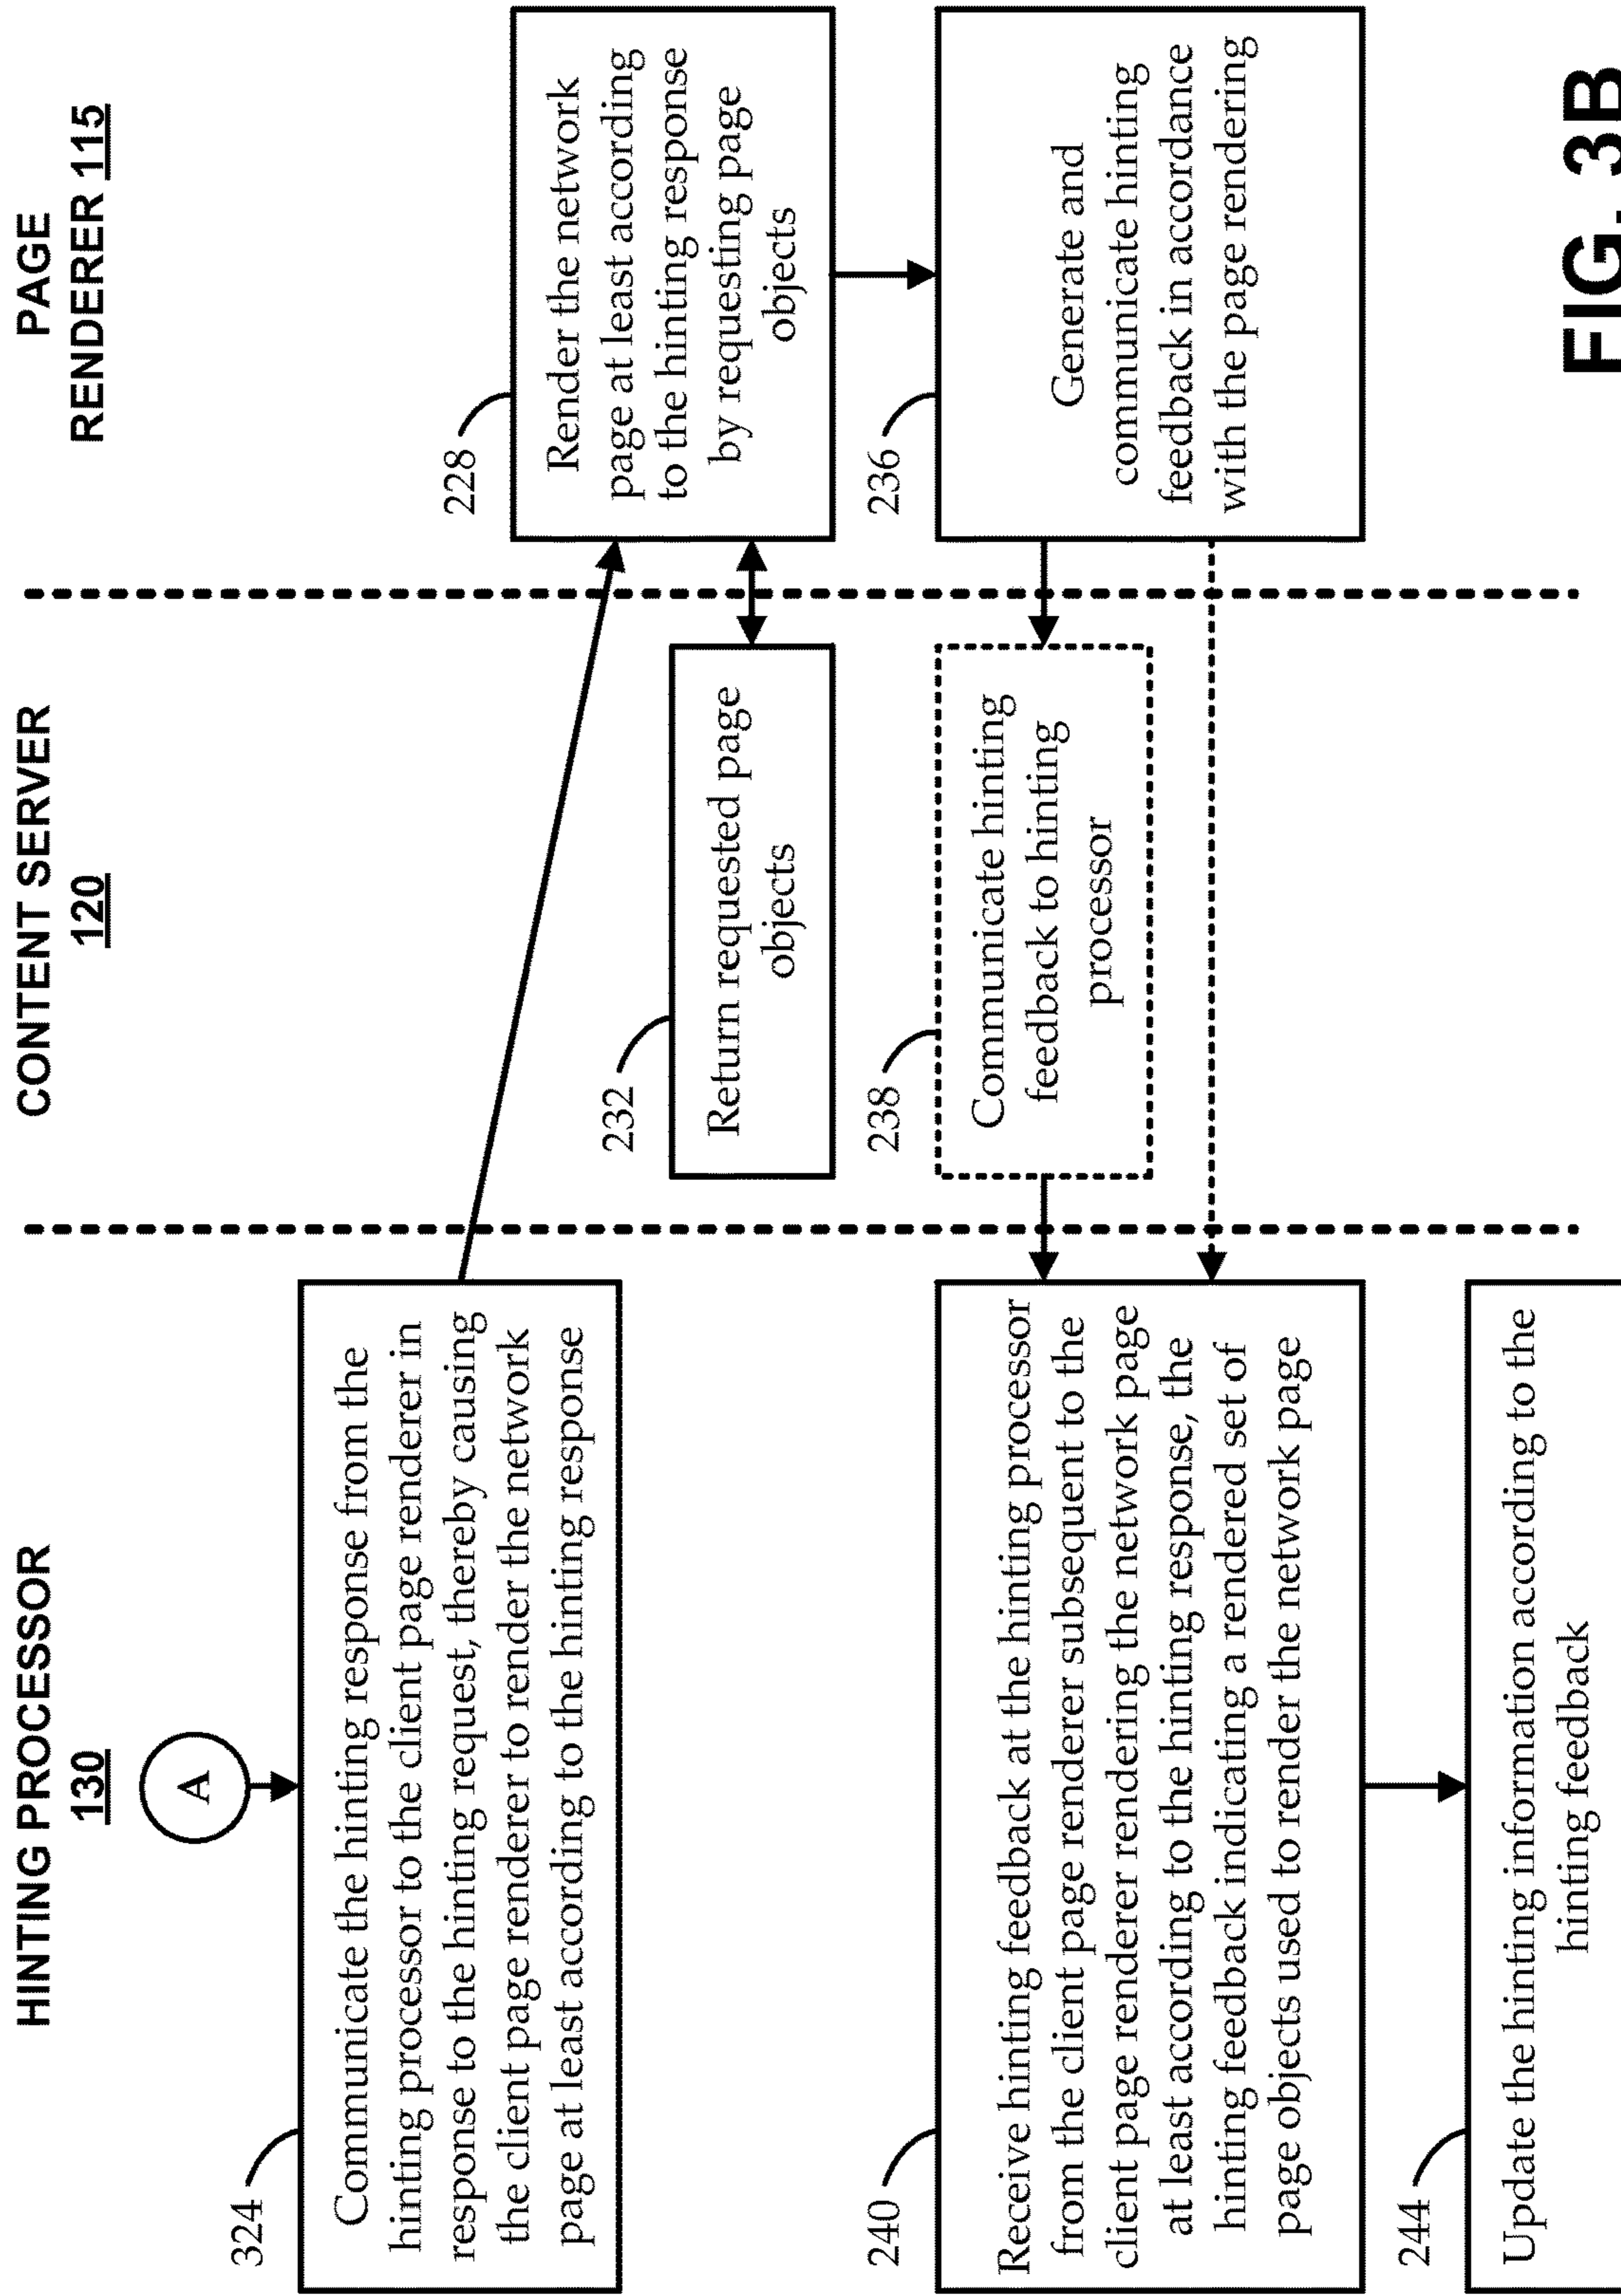 HINTING PROCESSOR
130
CONTENT SERVER
120
PAGE
RENDERER 115
A
324
Communicate the hinting response from the
hinting processor to the client page renderer in
response to the hinting request, thereby causing
the client page renderer to render the network
page at least according to the hinting response
228
Render the network
page at least according
to the hinting response
by requesting page
objects
232
Return requested page
objects
236
Generate and
communicate hinting
feedback in accordance
with the page rendering
238
Communicate hinting
feedback to hinting
processor
240
Receive hinting feedback at the hinting processor
from the client page renderer subsequent to the
client page renderer rendering the network page
at least according to the hinting response, the
hinting feedback indicating a rendered set of
page objects used to render the network page
244
Update the hinting information according to the
hinting feedback
FIG. 3B